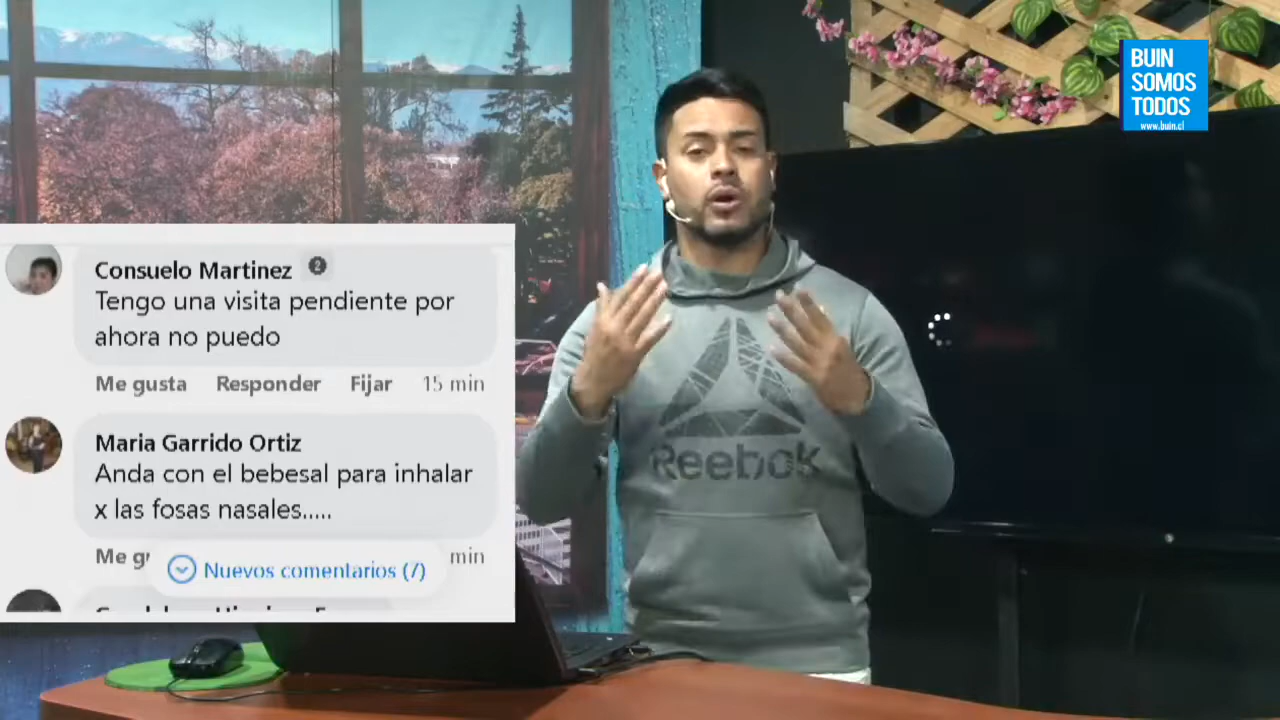 BUIN
SOMOS
TODOS
www.buin.cl
Consuelo Martinez
Tengo una visita pendiente por
ahora no puedo
Me gusta Responder Fijar 15 min
Maria Garrido Ortiz
Anda con el bebesal para inhalar
x las fosas nasales.....
Me g min
Nuevos comentarios (7)
Reebok